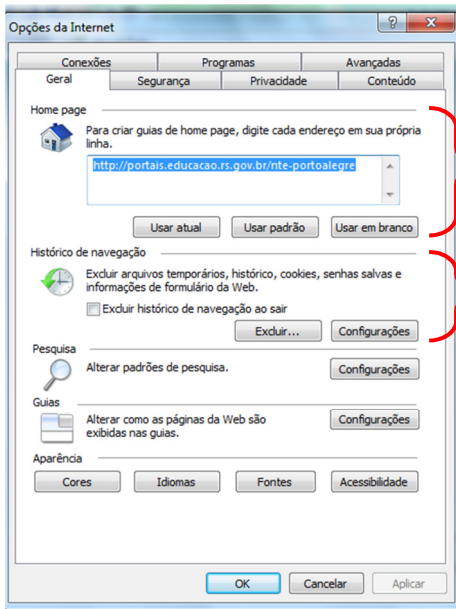 Opções da Internet
Conexões Programas Avançadas
Geral Segurança Privacidade Conteúdo
Home page
Para criar guias de home page, digite cada endereço em sua própria
linha.
http://portais.educacao.rs.gov.br/nte-portoalegre
Usar atual Usar padrão Usar em branco
Histórico de navegação
Excluir arquivos temporários, histórico, cookies, senhas salvas e
informações de formulário da Web.
Excluir histórico de navegação ao sair
Excluir... Configurações
Pesquisa
Alterar padrões de pesquisa. Configurações
Guias
Alterar como as páginas da Web são Configurações
exibidas nas guias.
Aparência
Cores Idiomas Fontes Acessibilidade
OK Cancelar Aplicar